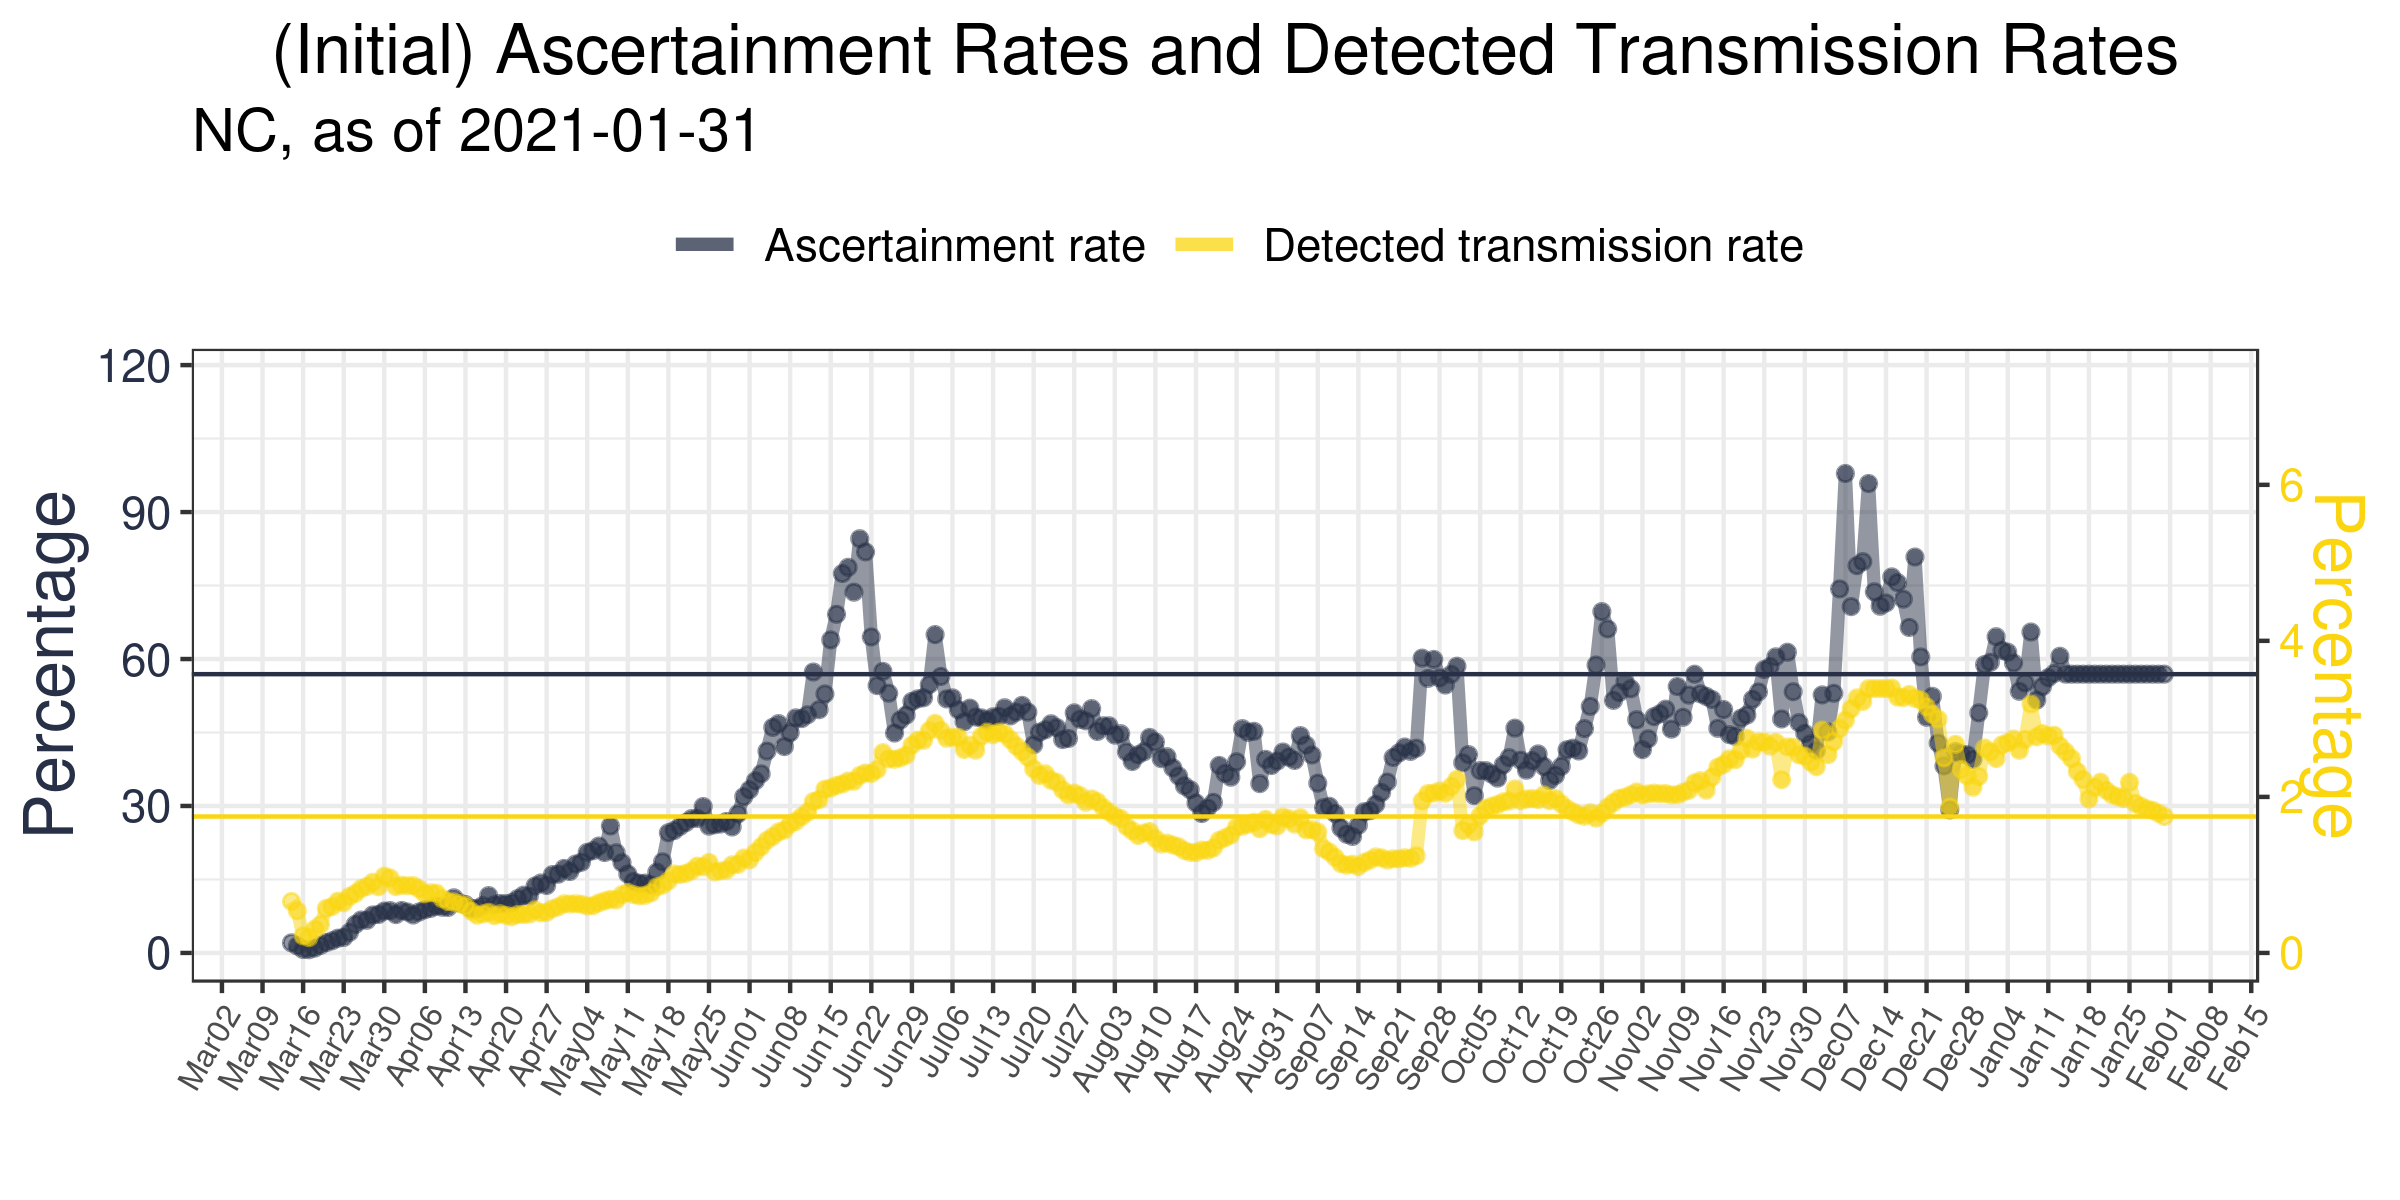 (Initial) Ascertainment Rates and Detected Transmission Rates
NC, as of 2021-01-31
Ascertainment rate
Detected transmission rate
Percentage
120
90
60
30
0
6
4
2
0
Percentage
Mar02
Mar09
Mar16
Mar23
Mar30
Apr06
Apr13
Apr20
Apr27
May04
May11
May18
May25
Jun01
Jun08
Jun15
Jun22
Jun29
Jul06
Jul13
Jul20
Jul27
Aug03
Aug10
Aug17
Aug24
Aug31
Sep07
Sep14
Sep21
Sep28
Oct05
Oct12
Oct19
Oct26
Nov02
Nov09
Nov16
Nov23
Nov30
Dec07
Dec14
Dec21
Dec28
Jan04
Jan11
Jan18
Jan25
Feb01
Feb08
Feb15